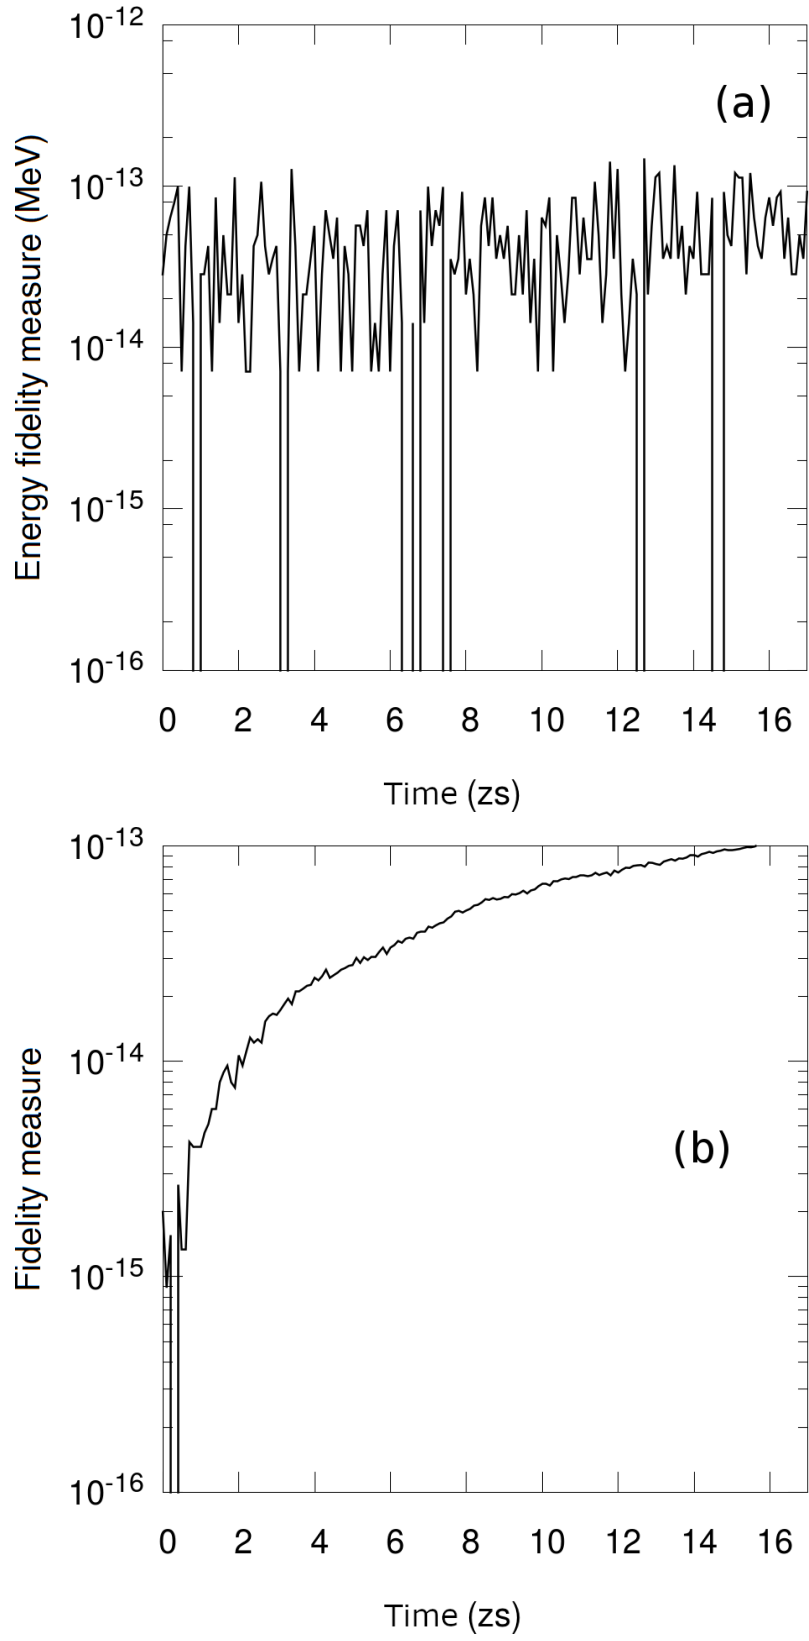 10^-12
(a)
10^-13
Energy fidelity measure (MeV)
10^-14
10^-15
10^-16
0 2 4 6 8 10 12 14 16
Time (zs)
10^-13
10^-14
Fidelity measure
(b)
10^-15
10^-16
0 2 4 6 8 10 12 14 16
Time (zs)